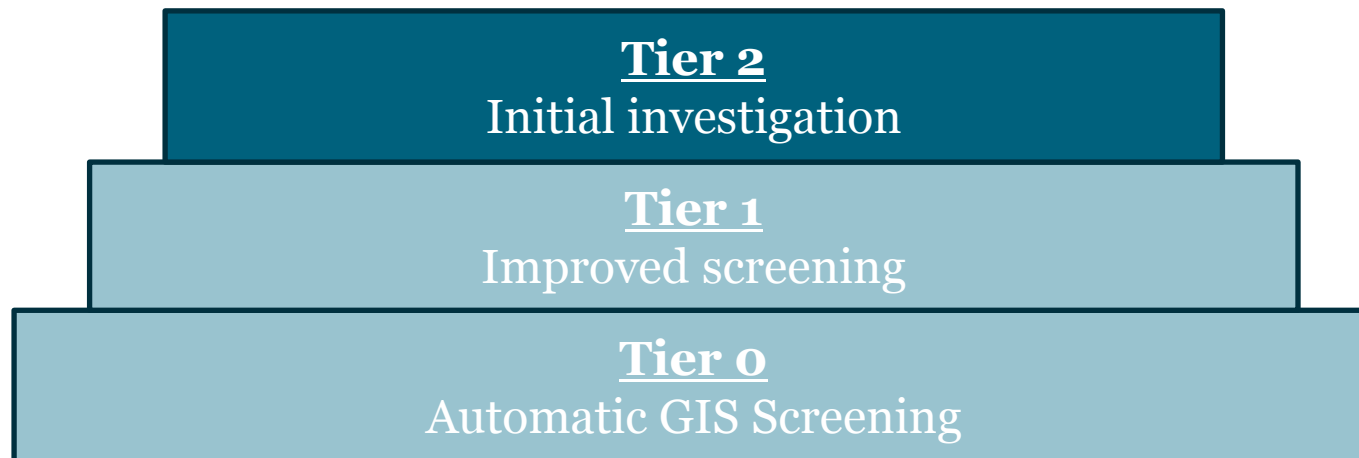 Tier 2
Initial investigation
Tier 1
Improved screening
Tier 0
Automatic GIS Screening